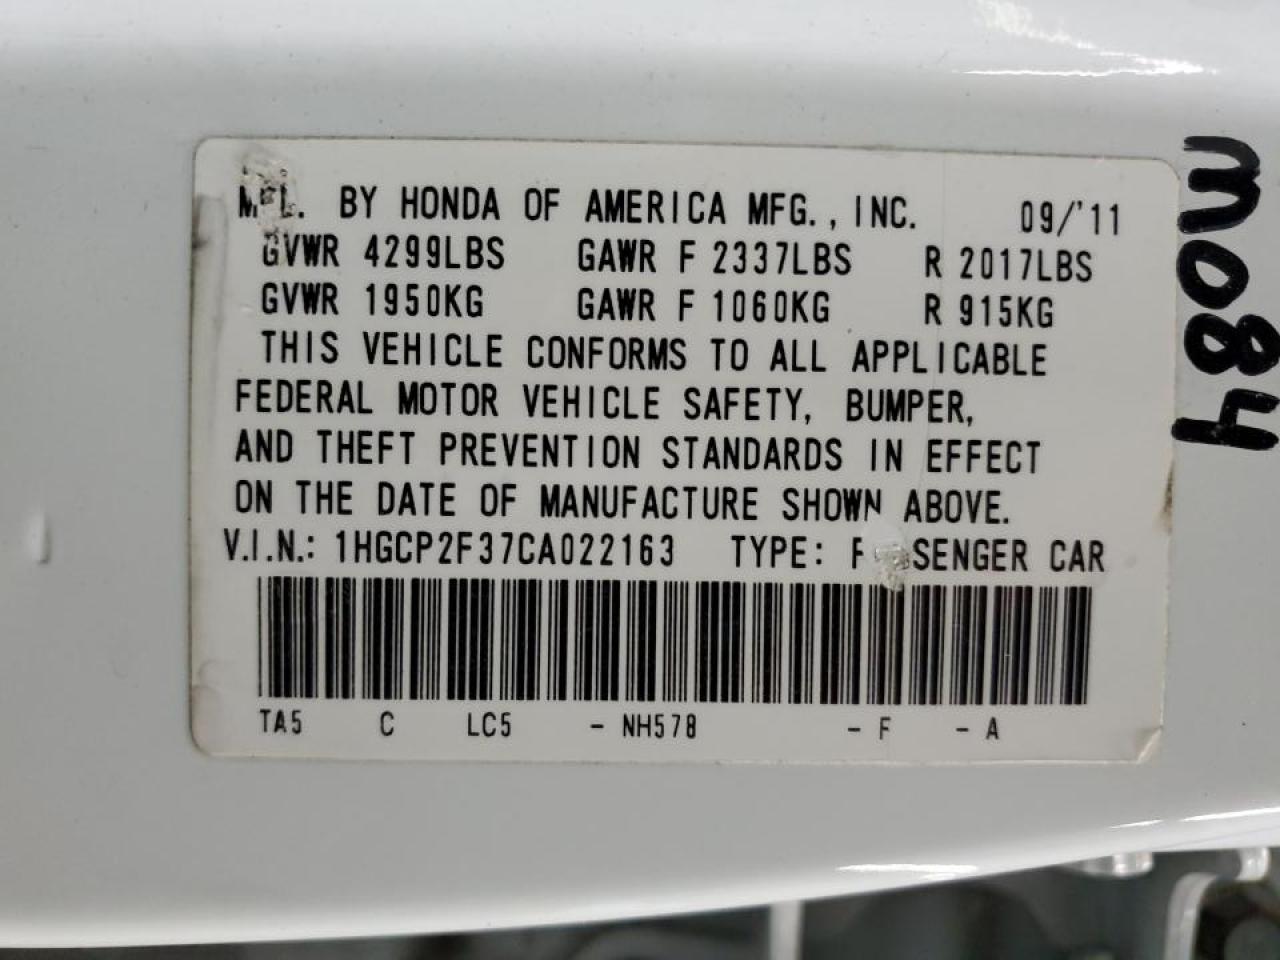 BY HONDA OF AMERICA MFG., INC. 09/'11
GVWR 4299LBS GAWR F 2337LBS R 2017LBS
GVWR 1950KG GAWR F 1060KG R 915KG
THIS VEHICLE CONFORMS TO ALL APPLICABLE
FEDERAL MOTOR VEHICLE SAFETY, BUMPER,
AND THEFT PREVENTION STANDARDS IN EFFECT
ON THE DATE OF MANUFACTURE SHOWN ABOVE.
V.I.N.: 1HGCP2F37CA022163 TYPE: PASSENGER CAR
TA5 C LC5 - NH578 - F - A
M084